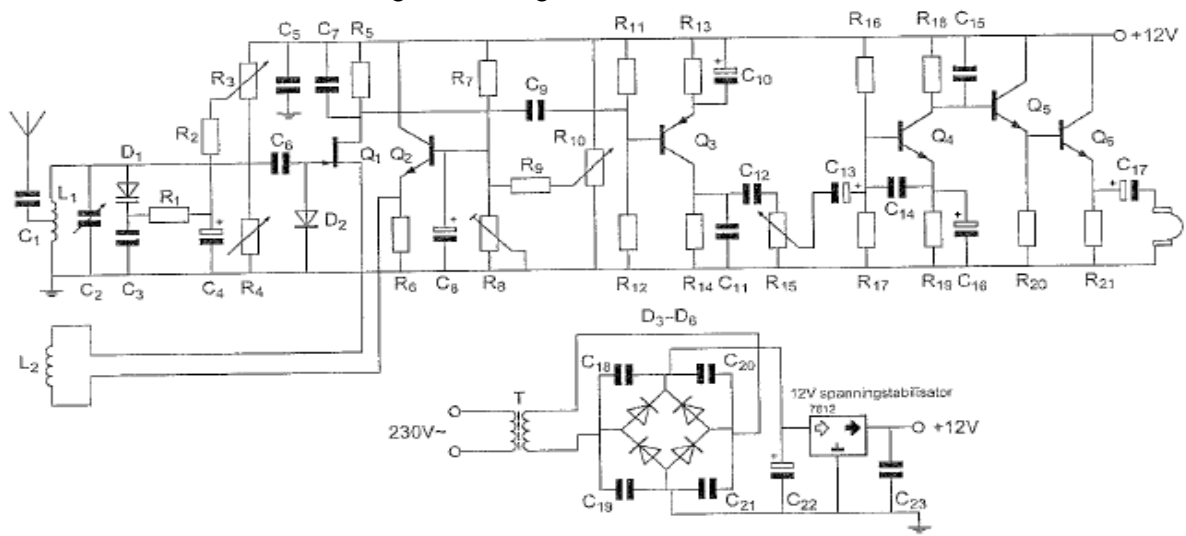 R11 R13 R16 R18 C15
C5 C7 R5
+12V
R3 R7 C9 C10
R2 R10 Q5
D1 C6 Q1 Q2 Q3 Q4 Q6
L1 R1 R9 C12 C13 C17
C1 D2 C14
C2 C3 C4 R4 R6 C8 R8 R12 R14 C11 R15 R17 R19 C16 R20 R21
D3–D6
L2
C18 C20
12V spanningstabilisator
T 7812
230V~ +12V
C19 C21 C22 C23